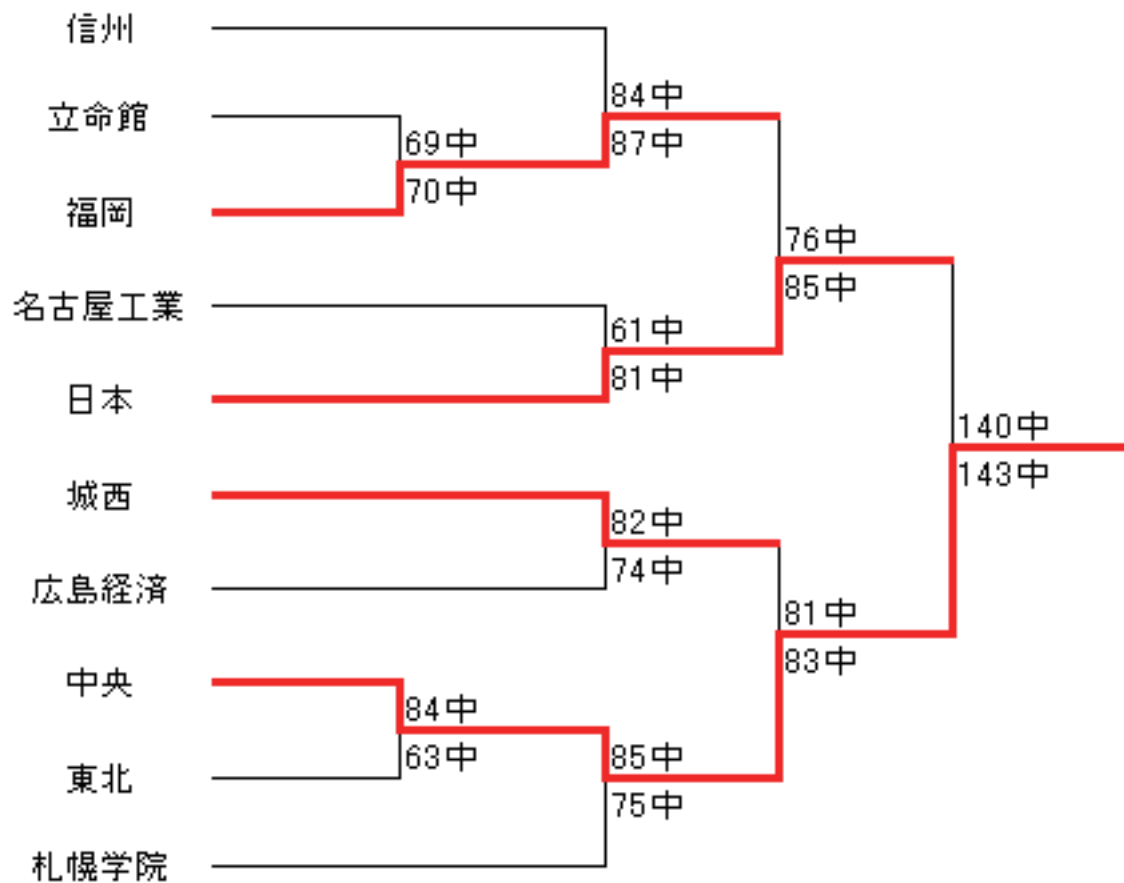 信州
84中
立命館
69中
87中
70中
福岡
76中
85中
名古屋工業
61中
81中
日本
140中
143中
城西
82中
74中
広島経済
81中
83中
中央
84中
63中
85中
東北
75中
札幌学院